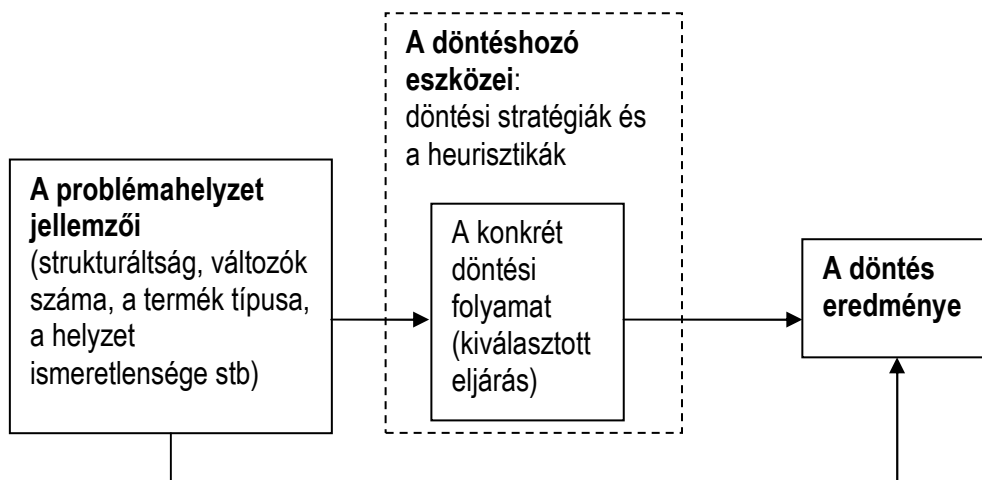 A döntéshozó
eszközei:
döntési stratégiák és
a heurisztikák
A problémahelyzet
jellemzői
(strukturáltság, változók
száma, a termék típusa,
a helyzet
ismeretlensége stb)
A konkrét
döntési
folyamat
(kiválasztott
eljárás)
A döntés
eredménye